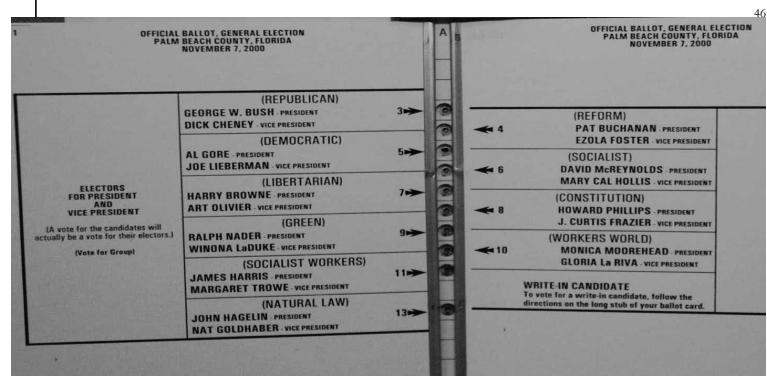 46
1
OFFICIAL BALLOT, GENERAL ELECTION
PALM BEACH COUNTY, FLORIDA
NOVEMBER 7, 2000
ELECTORS
FOR PRESIDENT
AND
VICE PRESIDENT
(A vote for the candidates will
actually be a vote for their electors.)
(Vote for Group)
(REPUBLICAN)
GEORGE W. BUSH - PRESIDENT
DICK CHENEY - VICE PRESIDENT
3
(DEMOCRATIC)
AL GORE - PRESIDENT
JOE LIEBERMAN - VICE PRESIDENT
5
(LIBERTARIAN)
HARRY BROWNE - PRESIDENT
ART OLIVIER - VICE PRESIDENT
7
(GREEN)
RALPH NADER - PRESIDENT
WINONA LaDUKE - VICE PRESIDENT
9
(SOCIALIST WORKERS)
JAMES HARRIS - PRESIDENT
MARGARET TROWE - VICE PRESIDENT
11
(NATURAL LAW)
JOHN HAGELIN - PRESIDENT
NAT GOLDHABER - VICE PRESIDENT
13
A
OFFICIAL BALLOT, GENERAL ELECTION
PALM BEACH COUNTY, FLORIDA
NOVEMBER 7, 2000
4
(REFORM)
PAT BUCHANAN - PRESIDENT
EZOLA FOSTER - VICE PRESIDENT
6
(SOCIALIST)
DAVID McREYNOLDS - PRESIDENT
MARY CAL HOLLIS - VICE PRESIDENT
8
(CONSTITUTION)
HOWARD PHILLIPS - PRESIDENT
J. CURTIS FRAZIER - VICE PRESIDENT
10
(WORKERS WORLD)
MONICA MOOREHEAD - PRESIDENT
GLORIA La RIVA - VICE PRESIDENT
WRITE-IN CANDIDATE
To vote for a write-in candidate, follow the
directions on the long stub of your ballot card.